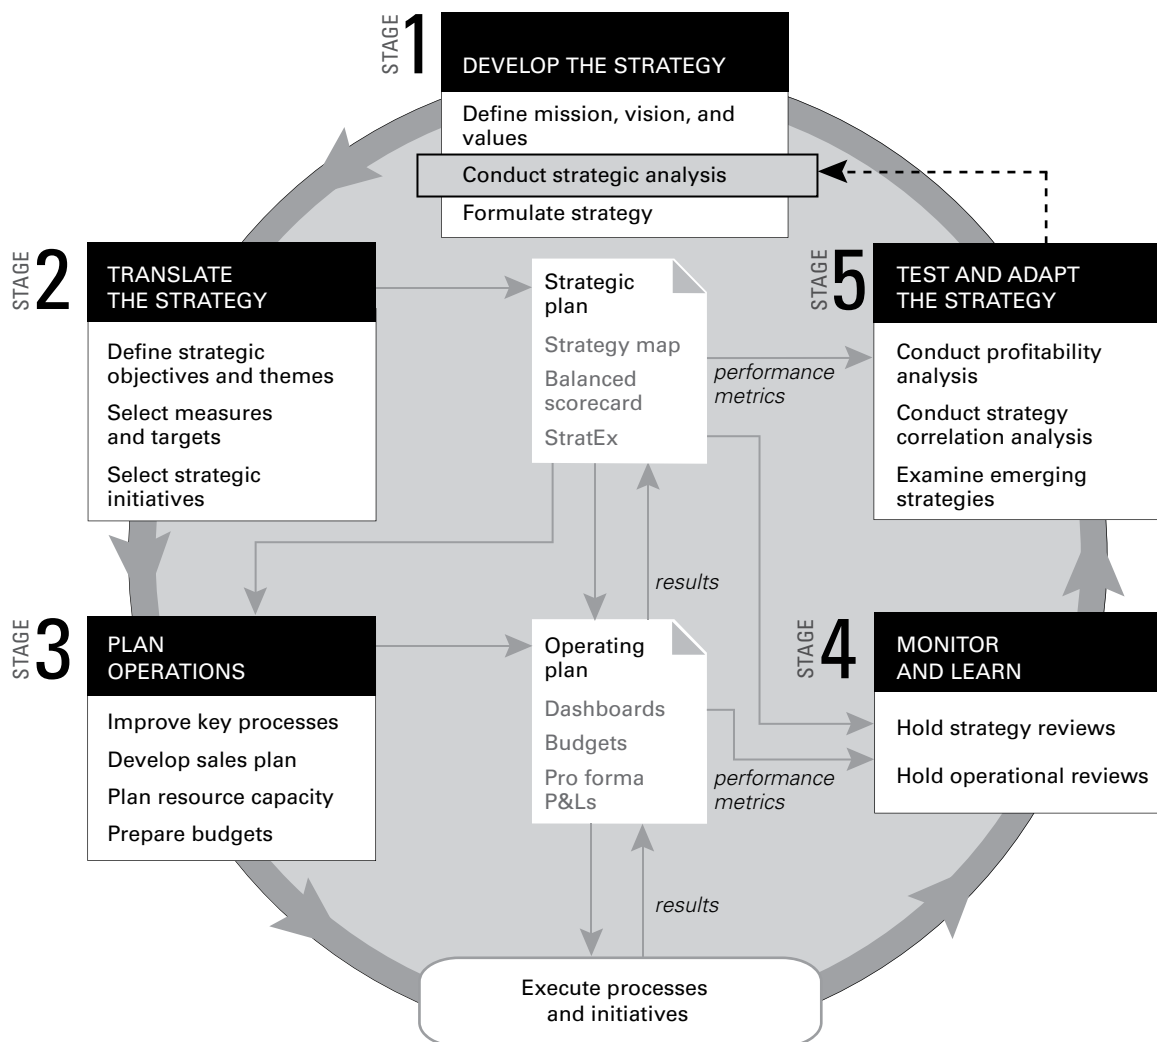 STAGE 1
DEVELOP THE STRATEGY
Define mission, vision, and
values
Conduct strategic analysis
Formulate strategy
STAGE 2
TRANSLATE
THE STRATEGY
Define strategic
objectives and themes
Select measures
and targets
Select strategic
initiatives
Strategic
plan
Strategy map
Balanced
scorecard
StratEx
performance
metrics
STAGE 5
TEST AND ADAPT
THE STRATEGY
Conduct profitability
analysis
Conduct strategy
correlation analysis
Examine emerging
strategies
results
STAGE 3
PLAN
OPERATIONS
Improve key processes
Develop sales plan
Plan resource capacity
Prepare budgets
Operating
plan
Dashboards
Budgets
Pro forma
P&Ls
performance
metrics
STAGE 4
MONITOR
AND LEARN
Hold strategy reviews
Hold operational reviews
results
Execute processes
and initiatives